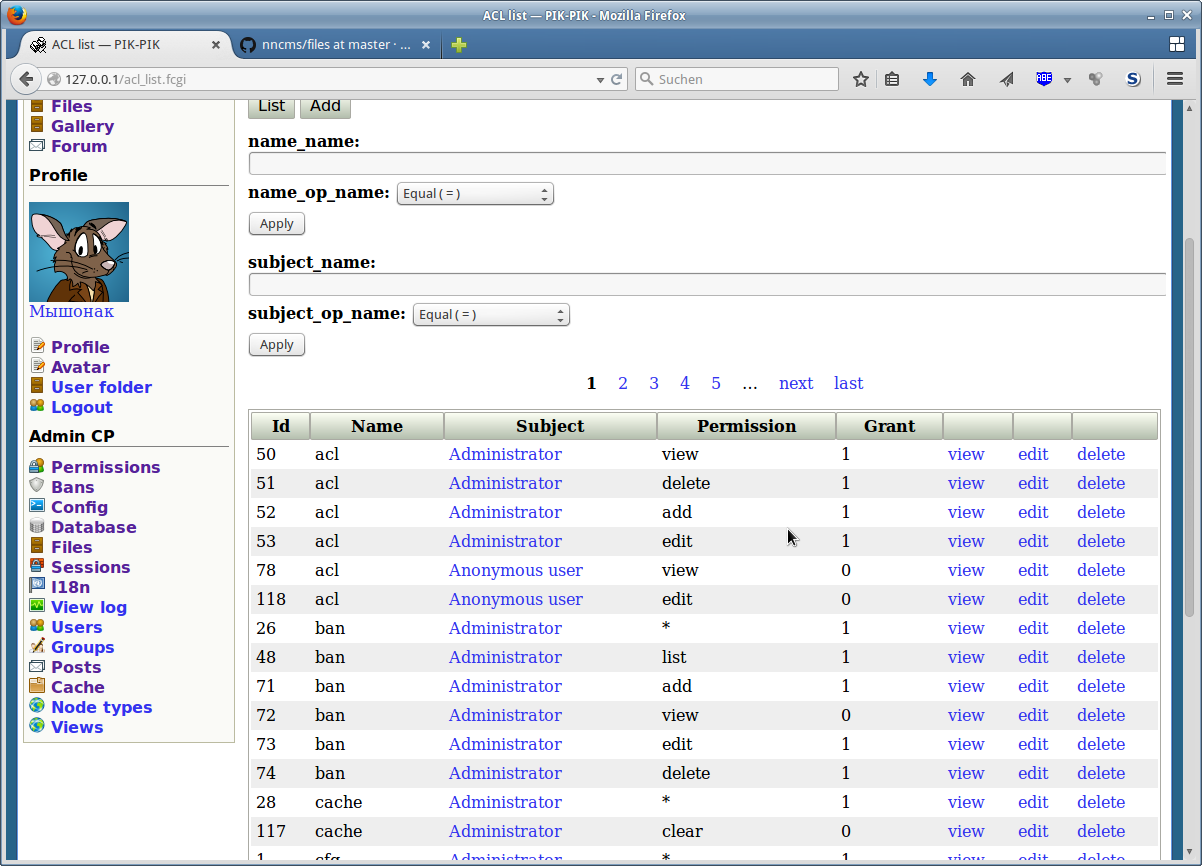 ACL list — PIK-PIK - Mozilla Firefox
ACL list — PIK-PIK
nncms/files at master · ...
127.0.0.1/acl_list.fcgi
Suchen
ABE
S
Files
Gallery
Forum
Profile
Мышонак
Profile
Avatar
User folder
Logout
Admin CP
Permissions
Bans
Config
Database
Files
Sessions
I18n
View log
Users
Groups
Posts
Cache
Node types
Views
List Add
name_name:
name_op_name: Equal ( = )
Apply
subject_name:
subject_op_name: Equal ( = )
Apply
1 2 3 4 5 ... next last
Id Name Subject Permission Grant
50 acl Administrator view 1 view edit delete
51 acl Administrator delete 1 view edit delete
52 acl Administrator add 1 view edit delete
53 acl Administrator edit 1 view edit delete
78 acl Anonymous user view 0 view edit delete
118 acl Anonymous user edit 0 view edit delete
26 ban Administrator * 1 view edit delete
48 ban Administrator list 1 view edit delete
71 ban Administrator add 1 view edit delete
72 ban Administrator view 0 view edit delete
73 ban Administrator edit 1 view edit delete
74 ban Administrator delete 1 view edit delete
28 cache Administrator * 1 view edit delete
117 cache Administrator clear 0 view edit delete
1 cfg Administrator * 1 view edit delete